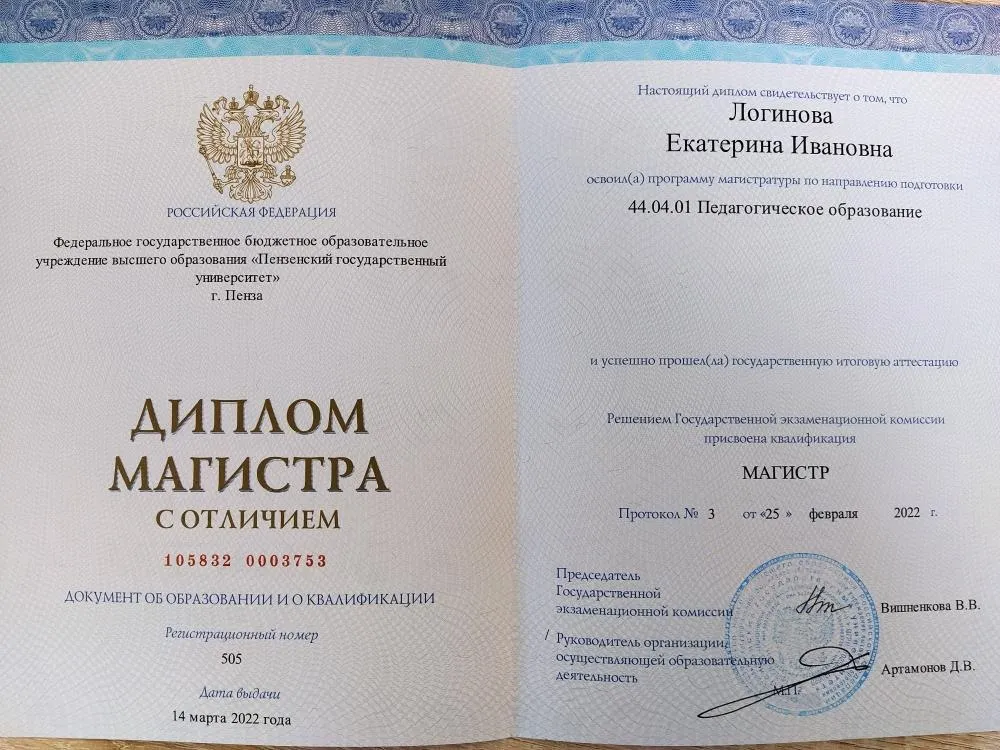 РОССИЙСКАЯ ФЕДЕРАЦИЯ
Федеральное государственное бюджетное образовательное
учреждение высшего образования «Пензенский государственный
университет»
г. Пенза
ДИПЛОМ
МАГИСТРА
С ОТЛИЧИЕМ
105832 0003753
ДОКУМЕНТ ОБ ОБРАЗОВАНИИ И О КВАЛИФИКАЦИИ
Регистрационный номер
505
Дата выдачи
14 марта 2022 года
Настоящий диплом свидетельствует о том, что
Логинова
Екатерина Ивановна
освоил(а) программу магистратуры по направлению подготовки
44.04.01 Педагогическое образование
и успешно прошел(ла) государственную итоговую аттестацию
Решением Государственной экзаменационной комиссии
присвоена квалификация
МАГИСТР
Протокол № 3 от «25 » февраля 2022 г.
Председатель
Государственной
экзаменационной комиссии
Вишненкова В.В.
/ Руководитель организации,
осуществляющей образовательную
деятельность
Артамонов Д.В.
М.П.